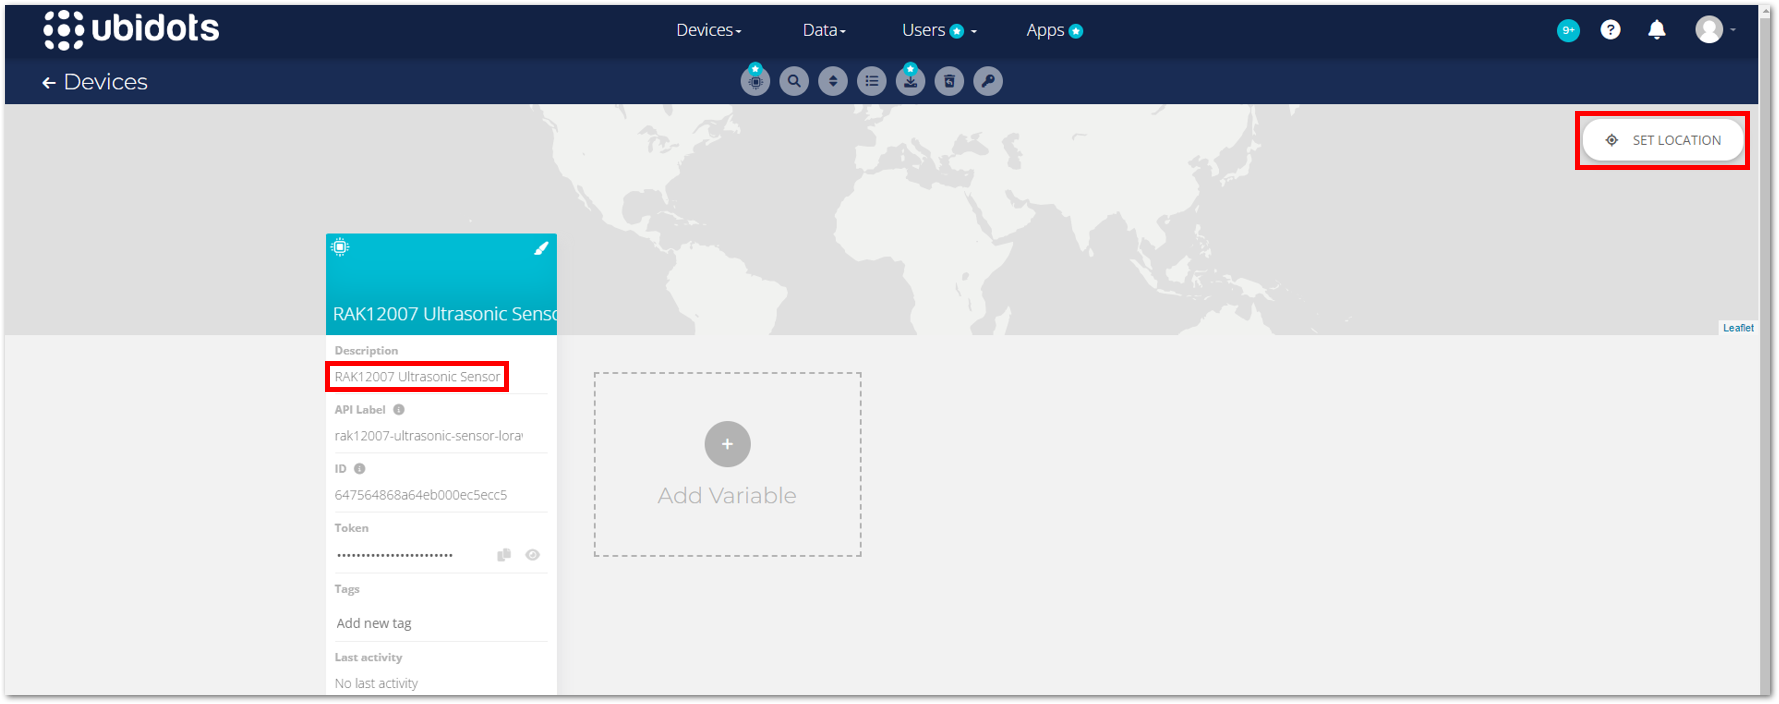 ubidots
Devices
Data
Users
Apps
9+
?
← Devices
SET LOCATION
RAK12007 Ultrasonic Senso
Leaflet
Description
RAK12007 Ultrasonic Sensor
API Label
rak12007-ultrasonic-sensor-lorav
ID
647564868a64eb000ec5ecc5
Token
••••••••••••••••••••••••
Tags
Add new tag
Last activity
No last activity
+
Add Variable